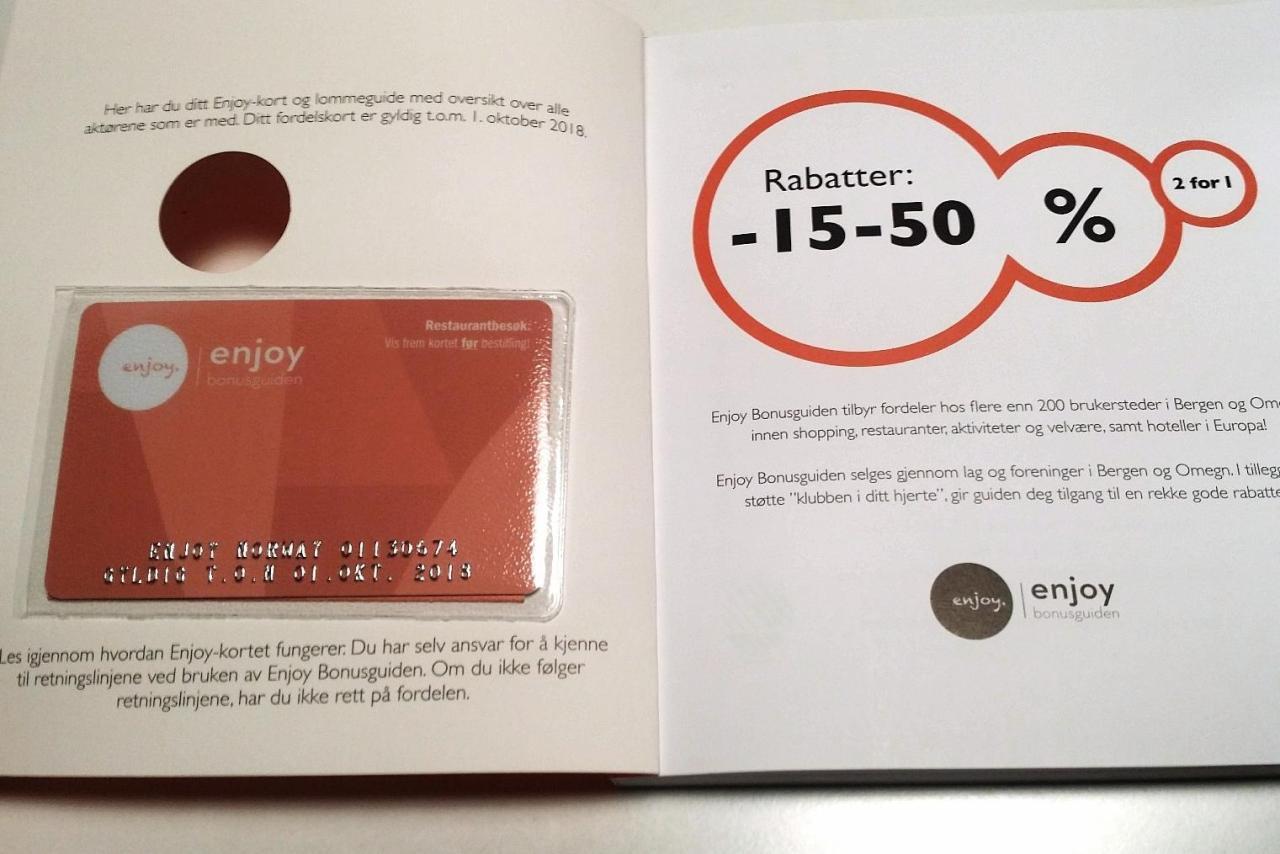 Her har du ditt Enjoy-kort og lommeguide med oversikt over alle
aktørene som er med. Ditt fordelskort er gyldig t.o.m. 1. oktober 2018.
Restaurantbesøk:
Vis frem kortet før bestilling!
enjoy.
enjoy
bonusguiden
ENJOY NORWAY 01130674
GYLDIG T.O.M 01.OKT. 2018
Les igjennom hvordan Enjoy-kortet fungerer. Du har selv ansvar for å kjenne
til retningslinjene ved bruken av Enjoy Bonusguiden. Om du ikke følger
retningslinjene, har du ikke rett på fordelen.
Rabatter:
-15-50 %
2 for 1
Enjoy Bonusguiden tilbyr fordeler hos flere enn 200 brukersteder i Bergen og Ome
innen shopping, restauranter, aktiviteter og velvære, samt hoteller i Europa!
Enjoy Bonusguiden selges gjennom lag og foreninger i Bergen og Omegn. I tillegg
støtte "klubben i ditt hjerte", gir guiden deg tilgang til en rekke gode rabatte
enjoy.
enjoy
bonusguiden